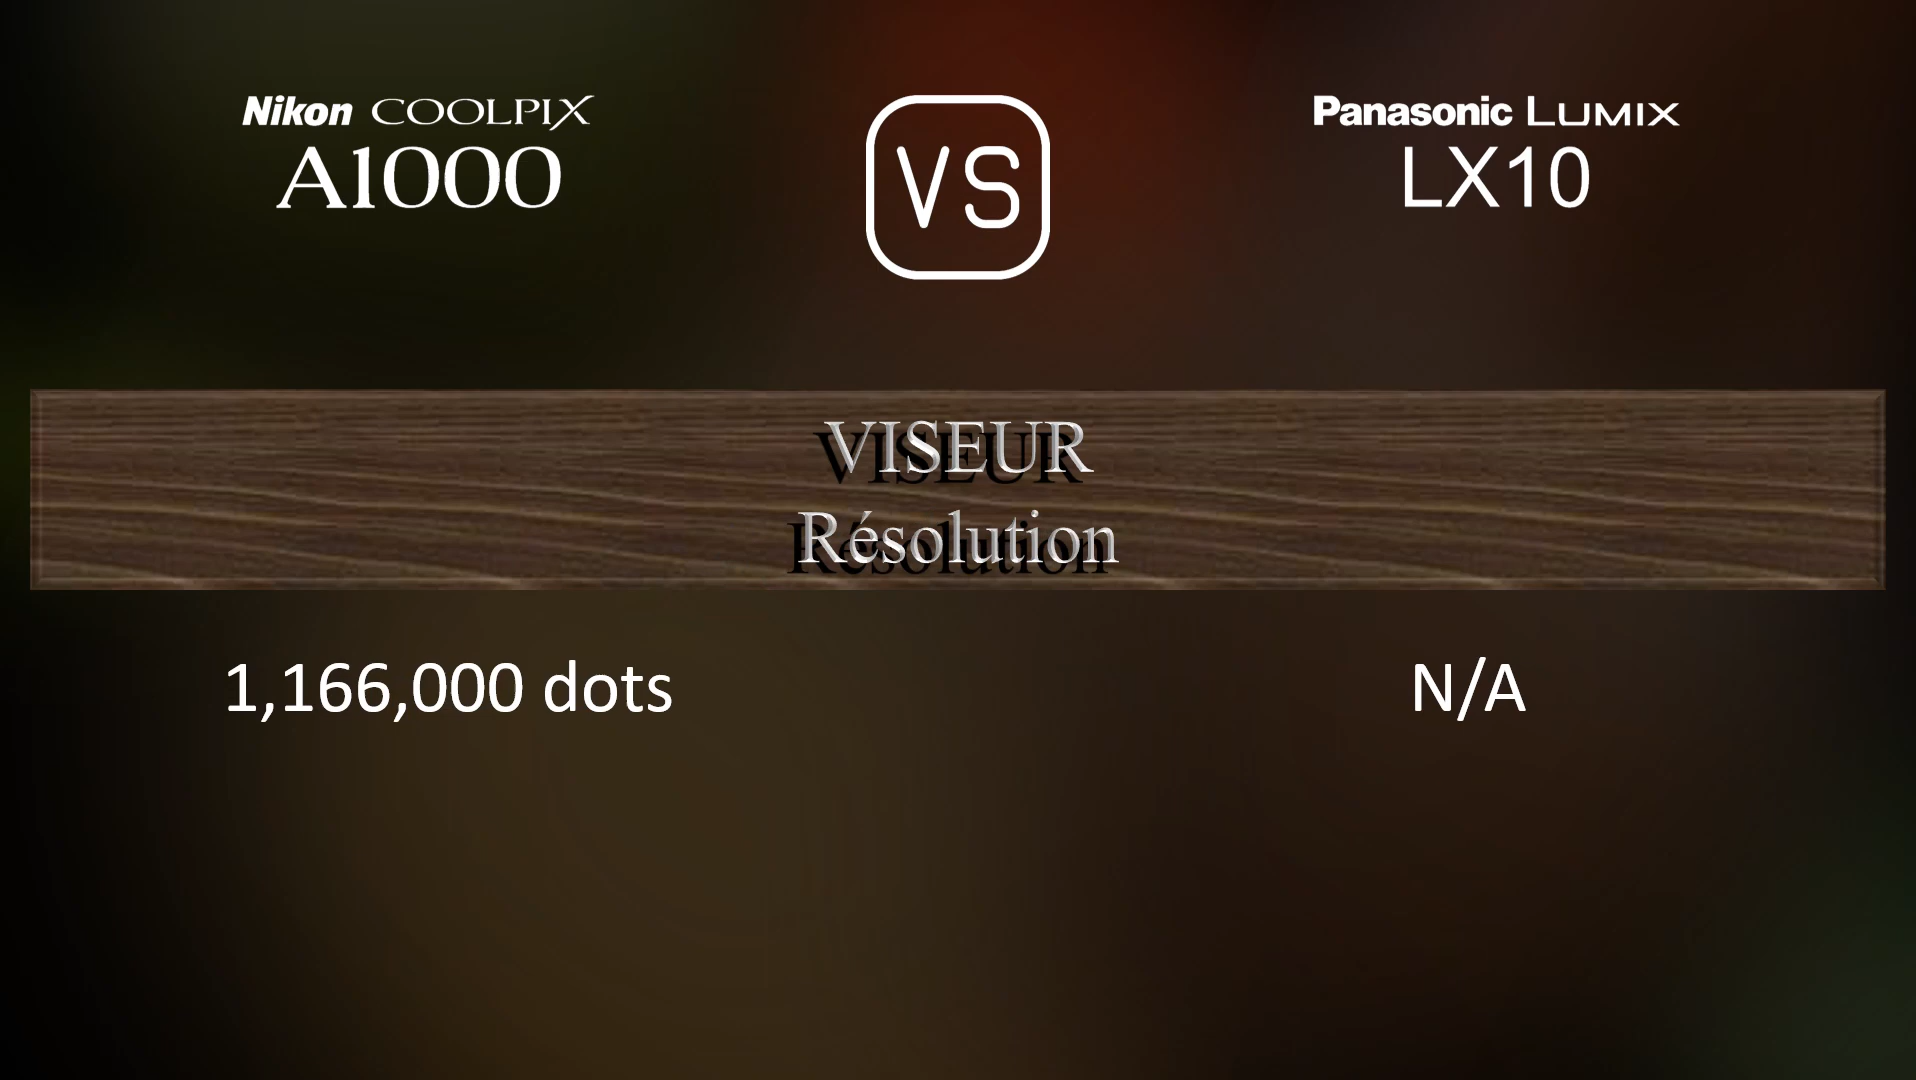 Nikon COOLPIX
A1000
VS
Panasonic LUMIX
LX10
VISEUR
Résolution
1,166,000 dots
N/A